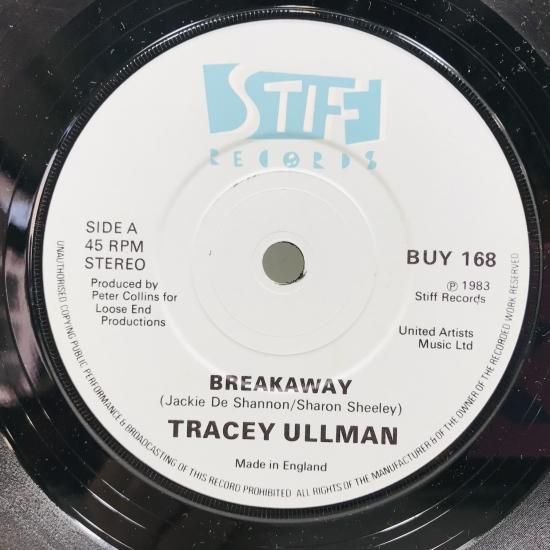 STIFF
RECORDS
SIDE A
45 RPM
STEREO
BUY 168
Produced by
Peter Collins for
Loose End
Productions
℗ 1983
Stiff Records
United Artists
Music Ltd
BREAKAWAY
(Jackie De Shannon/Sharon Sheeley)
TRACEY ULLMAN
Made in England
UNAUTHORISED COPYING PUBLIC PERFORMANCE & BROADCASTING OF THIS RECORD PROHIBITED ALL RIGHTS OF THE MANUFACTURER & OF THE OWNER OF THE RECORDED WORK RESERVED